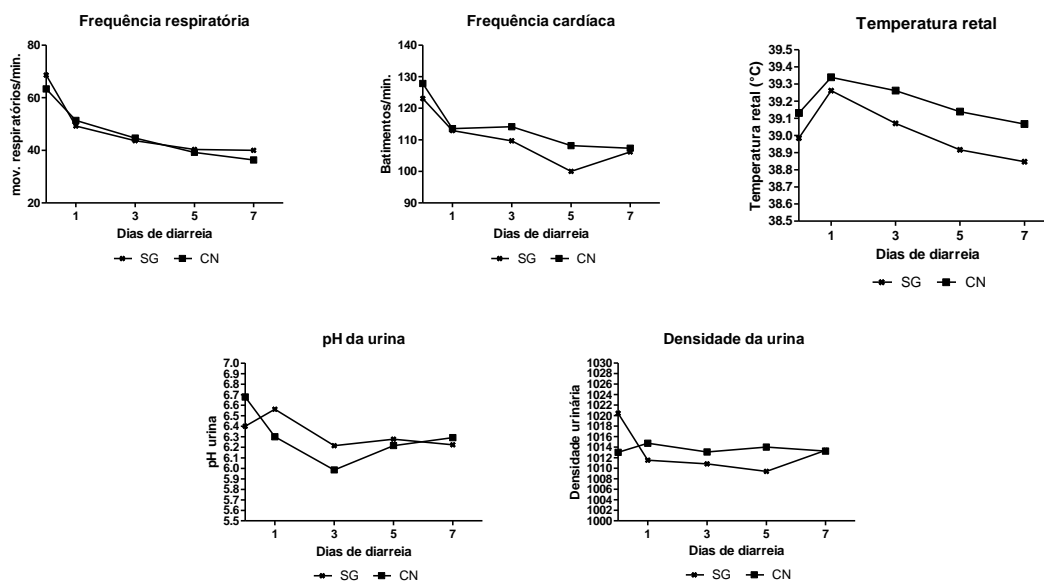 Frequência respiratória
mov. respiratórios/min.
80
60
40
20
1 3 5 7
Dias de diarreia
SG CN
Frequência cardíaca
Batimentos/min.
140
130
120
110
100
90
1 3 5 7
Dias de diarreia
SG CN
Temperatura retal
Temperatura retal (°C)
39.5
39.4
39.3
39.2
39.1
39.0
38.9
38.8
38.7
38.6
38.5
1 3 5 7
Dias de diarreia
SG CN
pH da urina
pH urina
7.0
6.9
6.8
6.7
6.6
6.5
6.4
6.3
6.2
6.1
6.0
5.9
5.8
5.7
5.6
5.5
1 3 5 7
Dias de diarreia
SG CN
Densidade da urina
Densidade urinária
1030
1028
1026
1024
1022
1020
1018
1016
1014
1012
1010
1008
1006
1004
1002
1000
1 3 5 7
Dias de diarreia
SG CN